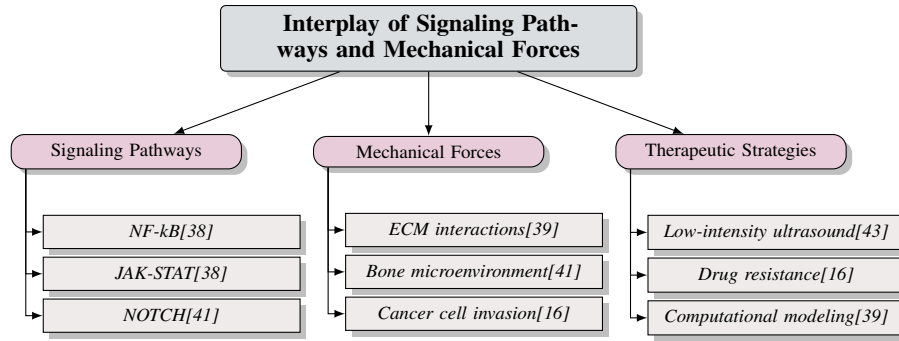 Interplay of Signaling Path-
ways and Mechanical Forces
Signaling Pathways
NF-kB[38]
JAK-STAT[38]
NOTCH[41]
Mechanical Forces
ECM interactions[39]
Bone microenvironment[41]
Cancer cell invasion[16]
Therapeutic Strategies
Low-intensity ultrasound[43]
Drug resistance[16]
Computational modeling[39]